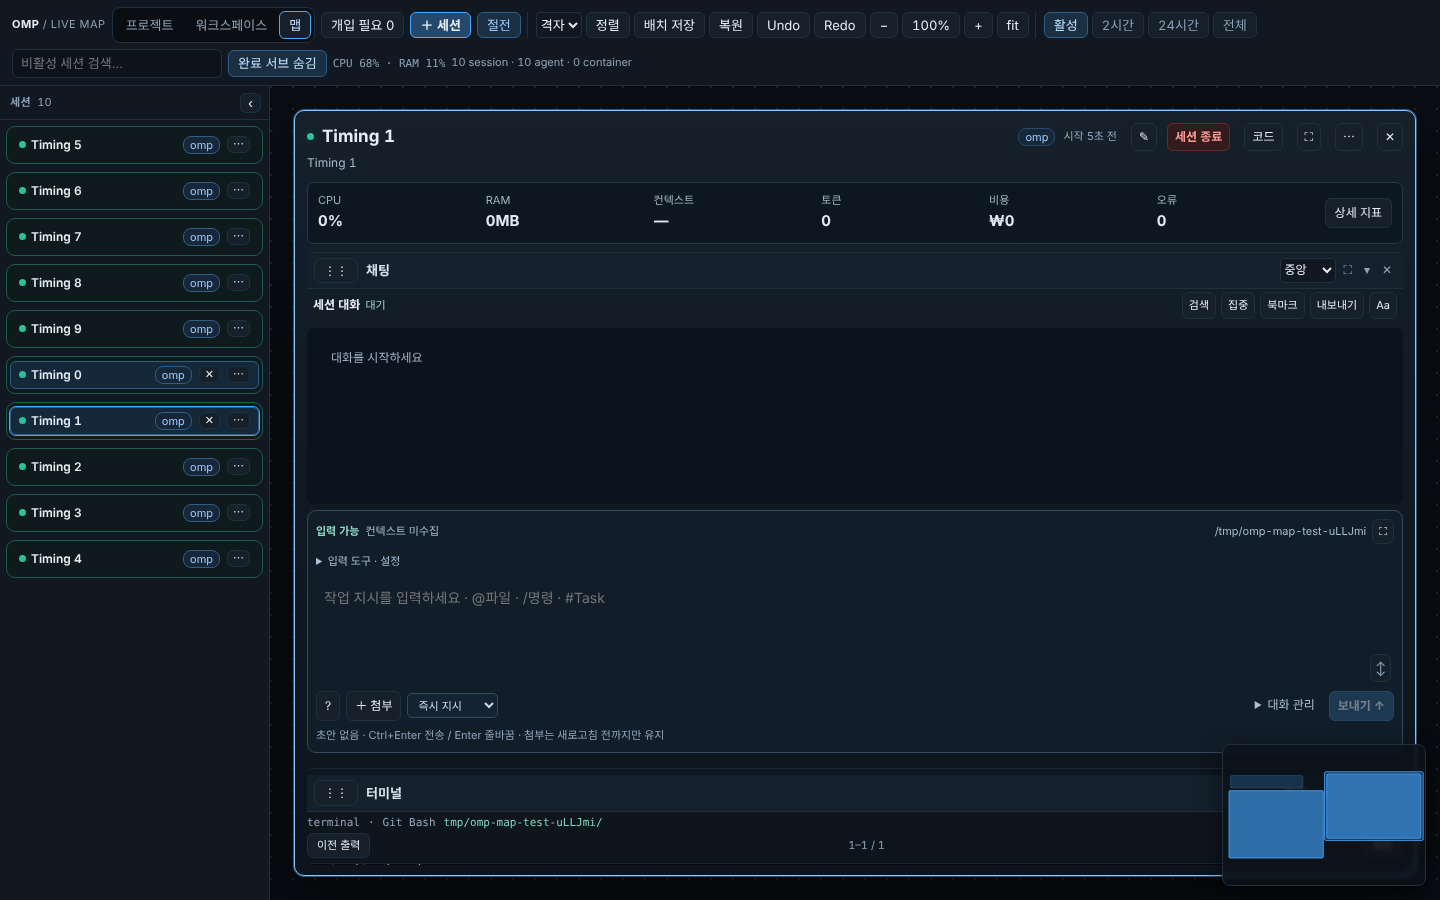 OMP / LIVE MAP 프로젝트 워크스페이스 맵 개입 필요 0 + 세션 절전 격자 정렬 배치 저장 복원 Undo Redo − 100% + fit 활성 2시간 24시간 전체
비활성 세션 검색... 완료 서브 숨김 CPU 68% · RAM 11% 10 session · 10 agent · 0 container
세션 10
Timing 5 omp ...
Timing 6 omp ...
Timing 7 omp ...
Timing 8 omp ...
Timing 9 omp ...
Timing 0 omp × ...
Timing 1 omp × ...
Timing 2 omp ...
Timing 3 omp ...
Timing 4 omp ...
Timing 1 omp 시작 5초 전 세션 종료 코드 ... ×
Timing 1
CPU RAM 컨텍스트 토큰 비용 오류
0% 0MB — 0 ₩0 0
상세 지표
채팅 중앙
세션 대화 대기 검색 집중 북마크 내보내기 Aa
대화를 시작하세요
입력 가능 컨텍스트 미수집 /tmp/omp-map-test-uLLJmi
▶ 입력 도구 · 설정
작업 지시를 입력하세요 · @파일 · /명령 · #Task
? + 첨부 즉시 지시 ▶ 대화 관리 보내기 ↑
초안 없음 · Ctrl+Enter 전송 / Enter 줄바꿈 · 첨부는 새로고침 전까지만 유지
터미널
terminal · Git Bash tmp/omp-map-test-uLLJmi/
이전 출력 1–1 / 1